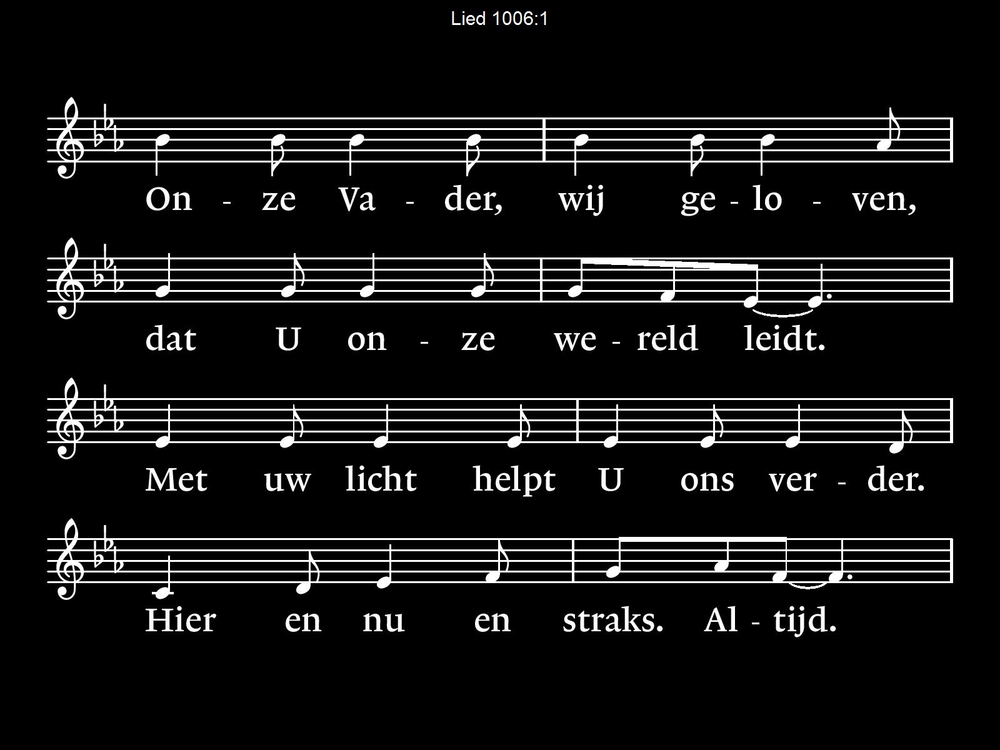 Lied 1006:1
On - ze Va - der, wij ge - lo - ven,
dat U on - ze we - reld leidt.
Met uw licht helpt U ons ver - der.
Hier en nu en straks. Al - tijd.